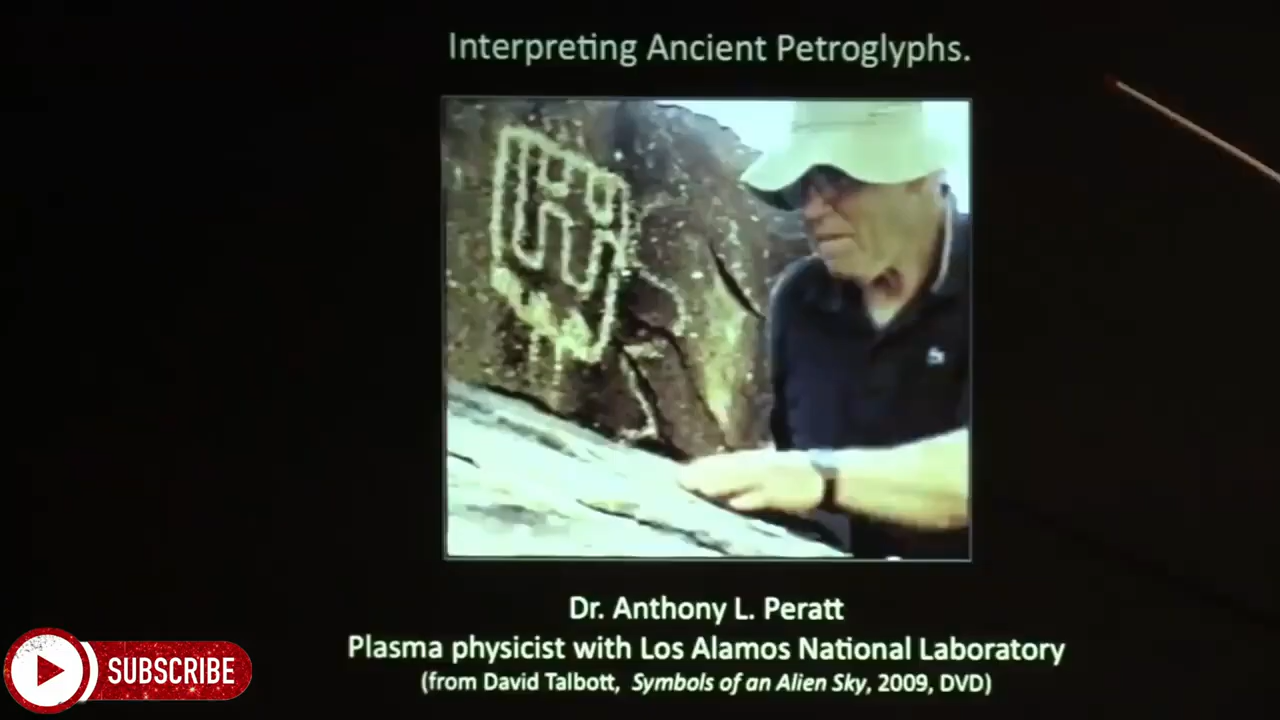 Interpreting Ancient Petroglyphs.
Dr. Anthony L. Peratt
Plasma physicist with Los Alamos National Laboratory
(from David Talbott, Symbols of an Alien Sky, 2009, DVD)
SUBSCRIBE